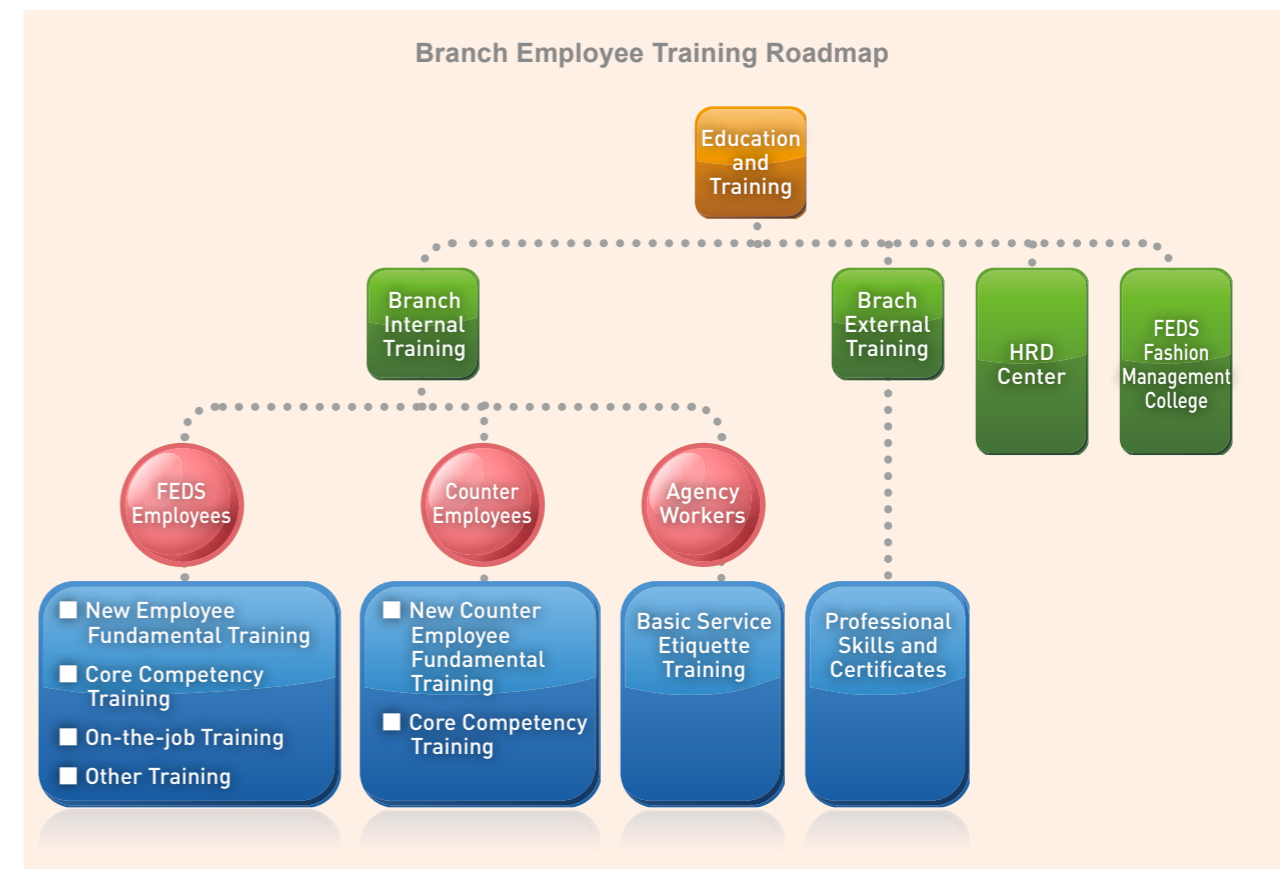 Branch Employee Training Roadmap
Education
and
Training
Branch
Internal
Training
Brach
External
Training
HRD
Center
FEDS
Fashion
Management
College
FEDS
Employees
Counter
Employees
Agency
Workers
■ New Employee
Fundamental Training
■ Core Competency
Training
■ On-the-job Training
■ Other Training
■ New Counter
Employee
Fundamental
Training
■ Core Competency
Training
Basic Service
Etiquette
Training
Professional
Skills and
Certificates